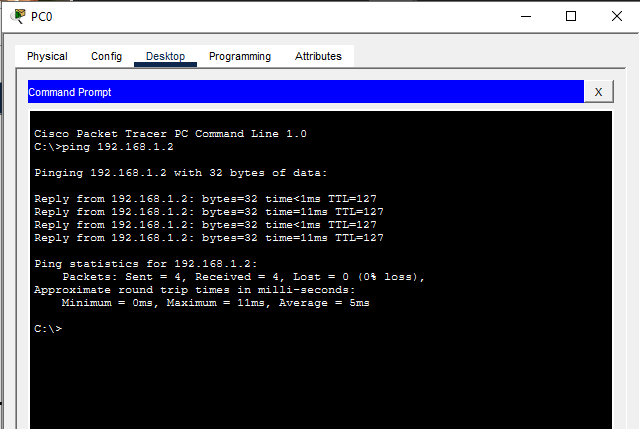 PC0
Physical Config Desktop Programming Attributes
Command Prompt X
Cisco Packet Tracer PC Command Line 1.0
C:\>ping 192.168.1.2
Pinging 192.168.1.2 with 32 bytes of data:
Reply from 192.168.1.2: bytes=32 time<1ms TTL=127
Reply from 192.168.1.2: bytes=32 time=11ms TTL=127
Reply from 192.168.1.2: bytes=32 time<1ms TTL=127
Reply from 192.168.1.2: bytes=32 time=11ms TTL=127
Ping statistics for 192.168.1.2:
Packets: Sent = 4, Received = 4, Lost = 0 (0% loss),
Approximate round trip times in milli-seconds:
Minimum = 0ms, Maximum = 11ms, Average = 5ms
C:\>